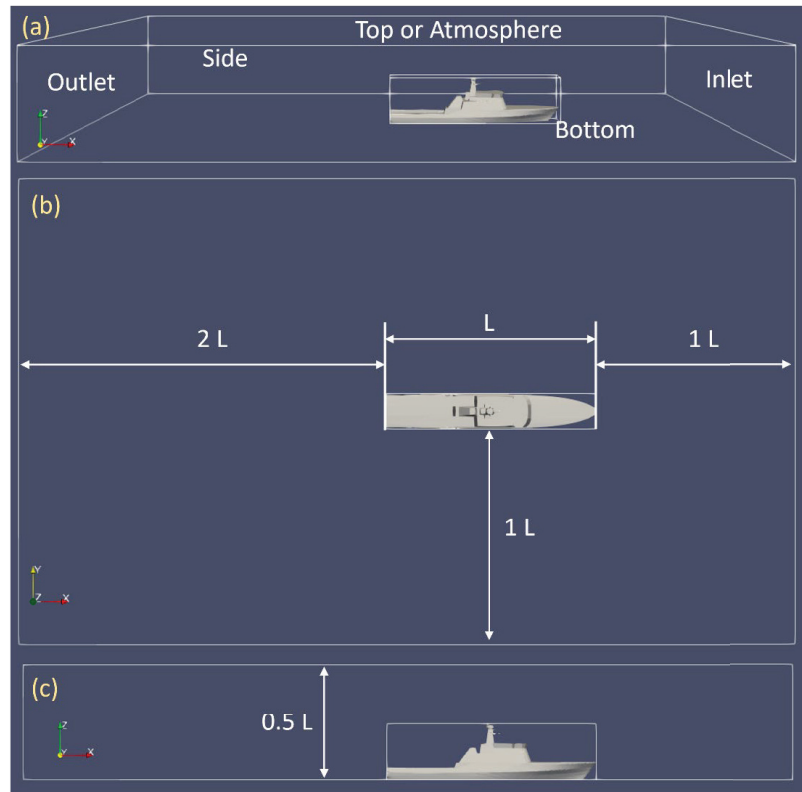 (a)
Top or Atmosphere
Side
Outlet
Inlet
Bottom
Z
Y
X
(b)
2 L
L
1 L
1 L
Y
Z
X
(c)
0.5 L
Z
Y
X